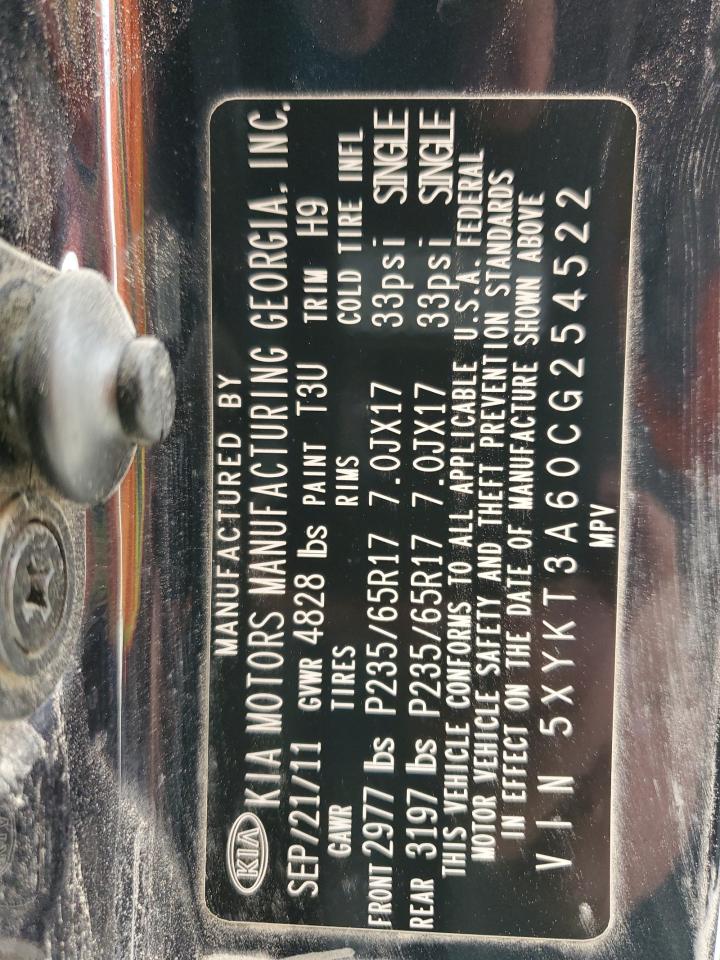 MANUFACTURED BY
KIA KIA MOTORS MANUFACTURING GEORGIA, INC.
SEP/21/11 GVWR 4828 lbs PAINT T3U TRIM H9
GAWR TIRES RIMS COLD TIRE INFL
FRONT 2977 lbs P235/65R17 7.0JX17 33psi SINGLE
REAR 3197 lbs P235/65R17 7.0JX17 33psi SINGLE
THIS VEHICLE CONFORMS TO ALL APPLICABLE U.S.A. FEDERAL
MOTOR VEHICLE SAFETY AND THEFT PREVENTION STANDARDS
IN EFFECT ON THE DATE OF MANUFACTURE SHOWN ABOVE
VIN 5XYKT3A60CG254522
MPV